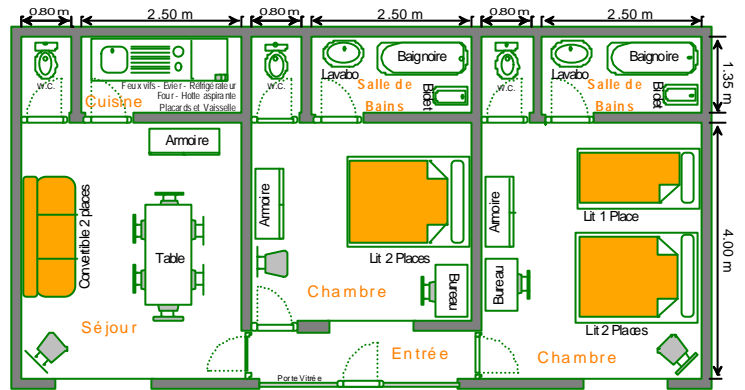 0.80 m
2.50 m
0.80 m
2.50 m
0.80 m
2.50 m
w.c.
Cuisine
Feux vifs - Evier - Réfrigérateur
Four - Hotte aspirante
Placards et Vaisselle
w.c.
Lavabo
Baignoire
Salle de
Bains
Bidet
w.c.
Lavabo
Baignoire
Salle de
Bains
Bidet
1.35 m
Armoire
Convertible 2 places
Table
Séjour
Armoire
Lit 2 Places
Bureau
Chambre
Armoire
Lit 1 Place
Bureau
Lit 2 Places
Chambre
4.00 m
Entrée
Porte Vitrée